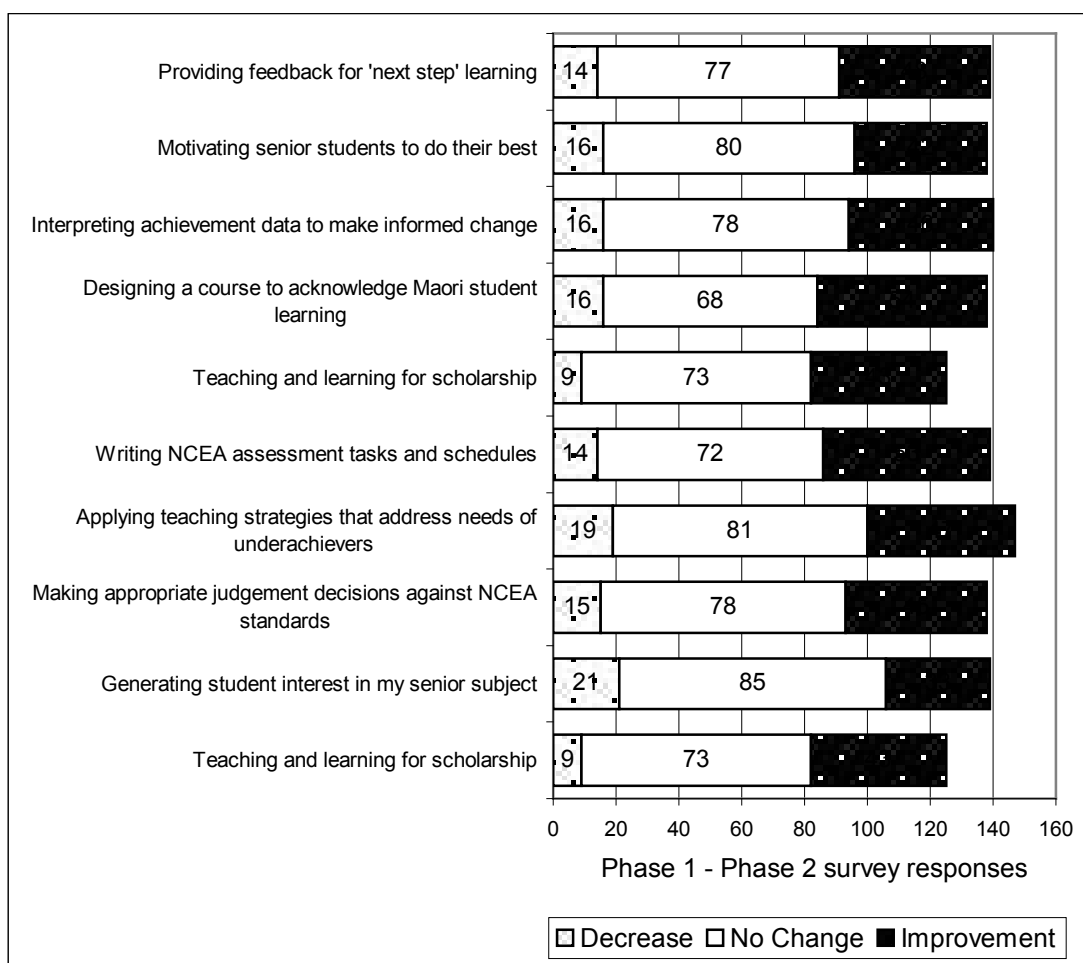 Providing feedback for 'next step' learning
14 77
Motivating senior students to do their best
16 80
Interpreting achievement data to make informed change
16 78
Designing a course to acknowledge Maori student
learning
16 68
Teaching and learning for scholarship
9 73
Writing NCEA assessment tasks and schedules
14 72
Applying teaching strategies that address needs of
underachievers
19 81
Making appropriate judgement decisions against NCEA
standards
15 78
Generating student interest in my senior subject
21 85
Teaching and learning for scholarship
9 73
0 20 40 60 80 100 120 140 160
Phase 1 - Phase 2 survey responses
Decrease No Change Improvement